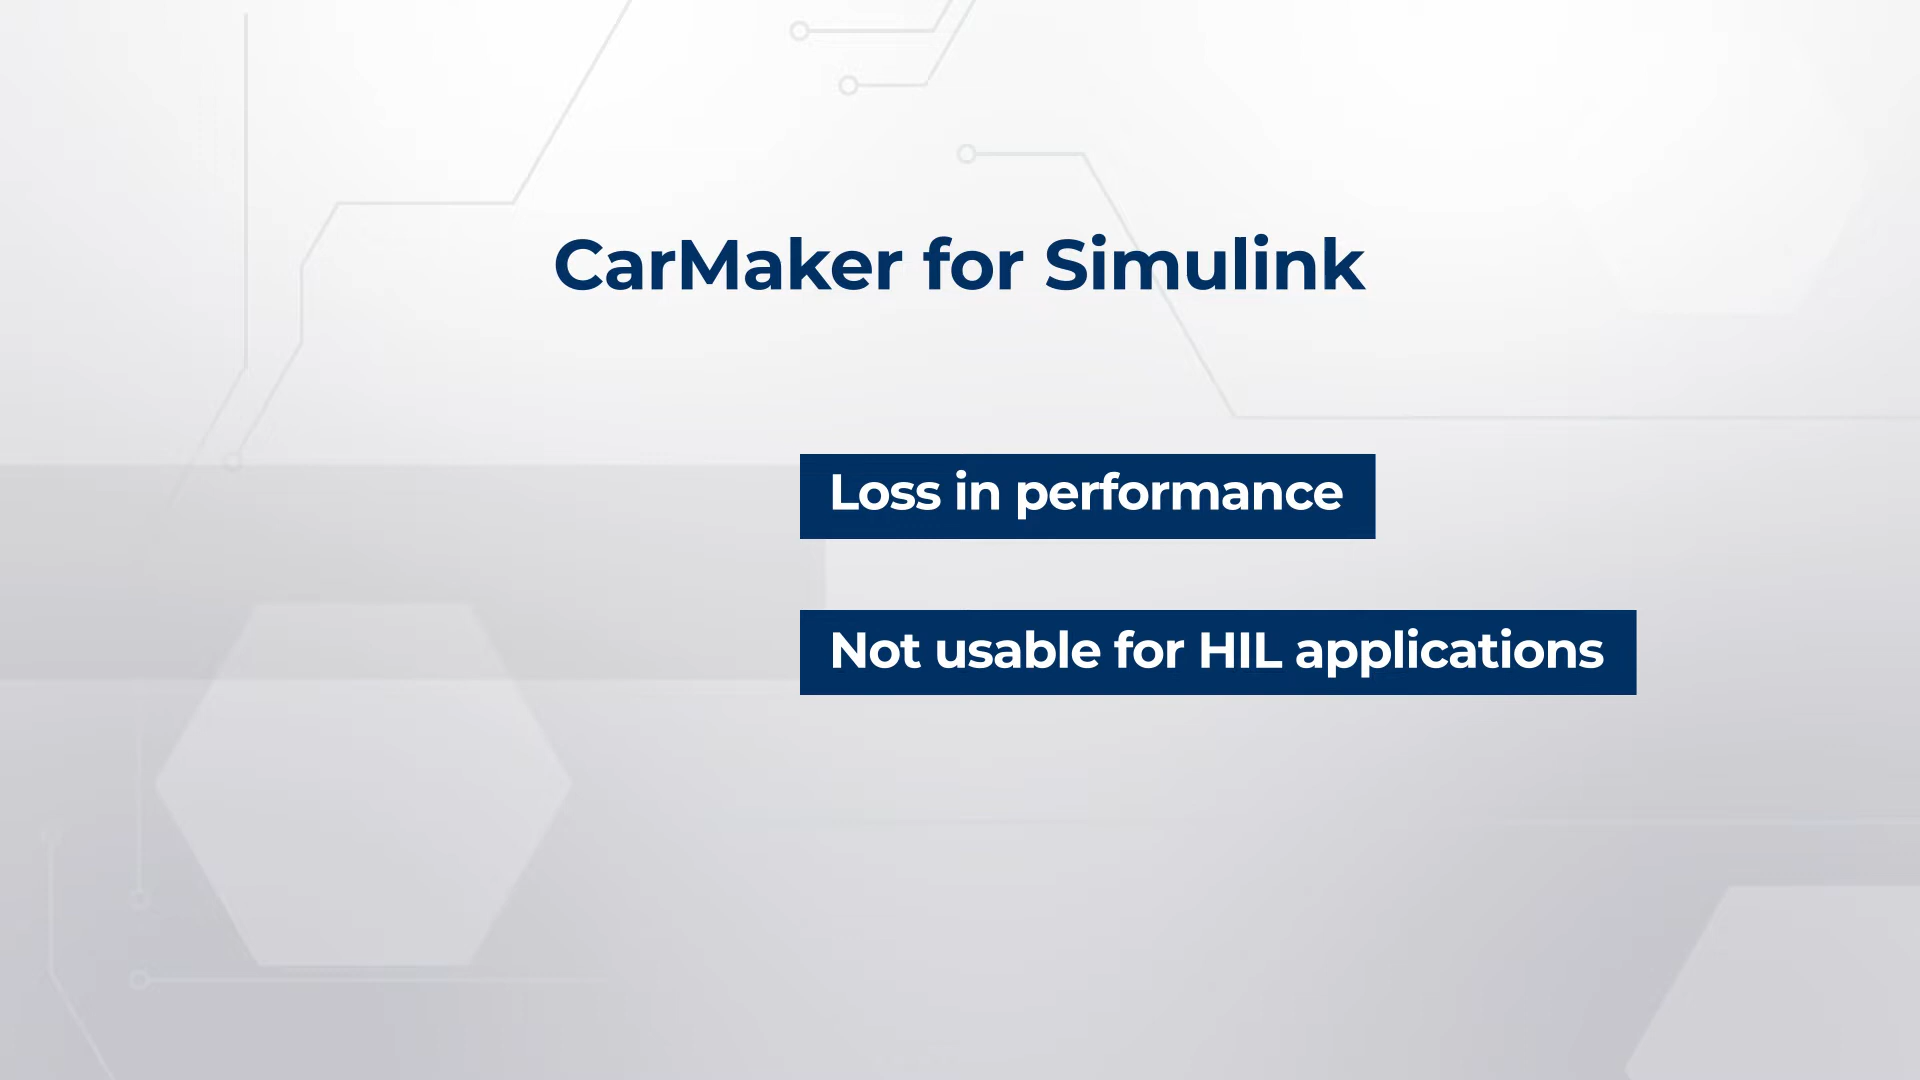 CarMaker for Simulink
Loss in performance
Not usable for HIL applications